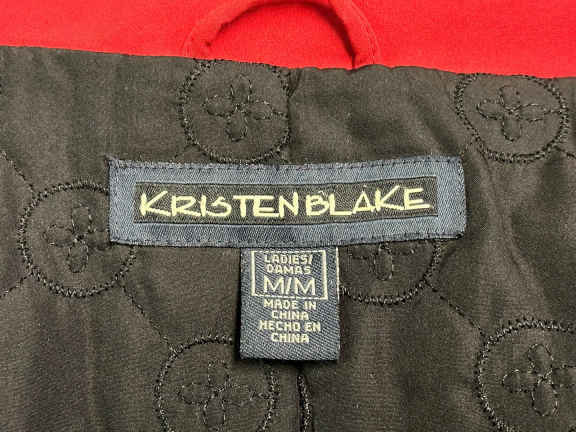 KRISTEN BLAKE
LADIES/
DAMAS
M/M
MADE IN
CHINA
HECHO EN
CHINA